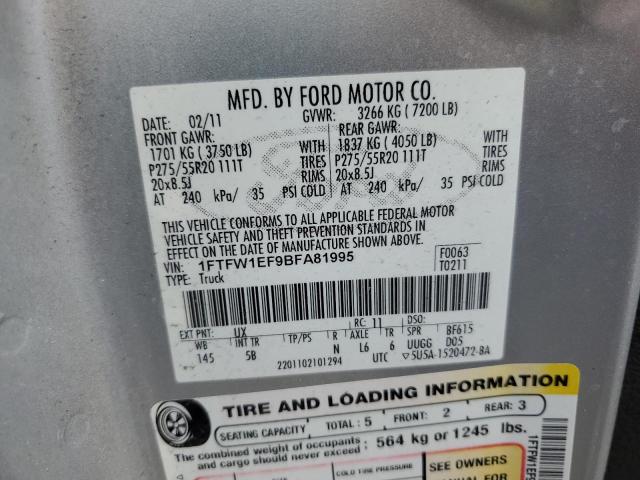 MFD. BY FORD MOTOR CO.
DATE: 02/11 GVWR: 3266 KG (7200 LB)
FRONT GAWR: REAR GAWR:
1701 KG (3750 LB) 1837 KG (4050 LB)
P275/55R20 111T TIRES P275/55R20 111T TIRES
20x8.5J RIMS 20x8.5J RIMS
AT 240 kPa/ 35 PSI COLD AT 240 kPa/ 35 PSI COLD
THIS VEHICLE CONFORMS TO ALL APPLICABLE FEDERAL MOTOR
VEHICLE SAFETY AND THEFT PREVENTION STANDARDS IN
EFFECT ON THE DATE OF MANUFACTURE SHOWN ABOVE.
VIN: 1FTFW1EF9BFA81995 F0063
TYPE: Truck T0211
EXT PNT: UX RC: 11 DSO:
WB INT TR TP/PS R AXLE TR SPR BF615
145 5B N L6 6 UUGG D05
2201102101294 UTC ▽5U5A-1520472-BA
TIRE AND LOADING INFORMATION
SEATING CAPACITY TOTAL : 5 FRONT: 2 REAR: 3
The combined weight of occupants and cargo should never exceed : 564 kg or 1245 lbs.
COLD TIRE PRESSURE SEE OWNERS
MANUAL FOR
1FTFW1EF9